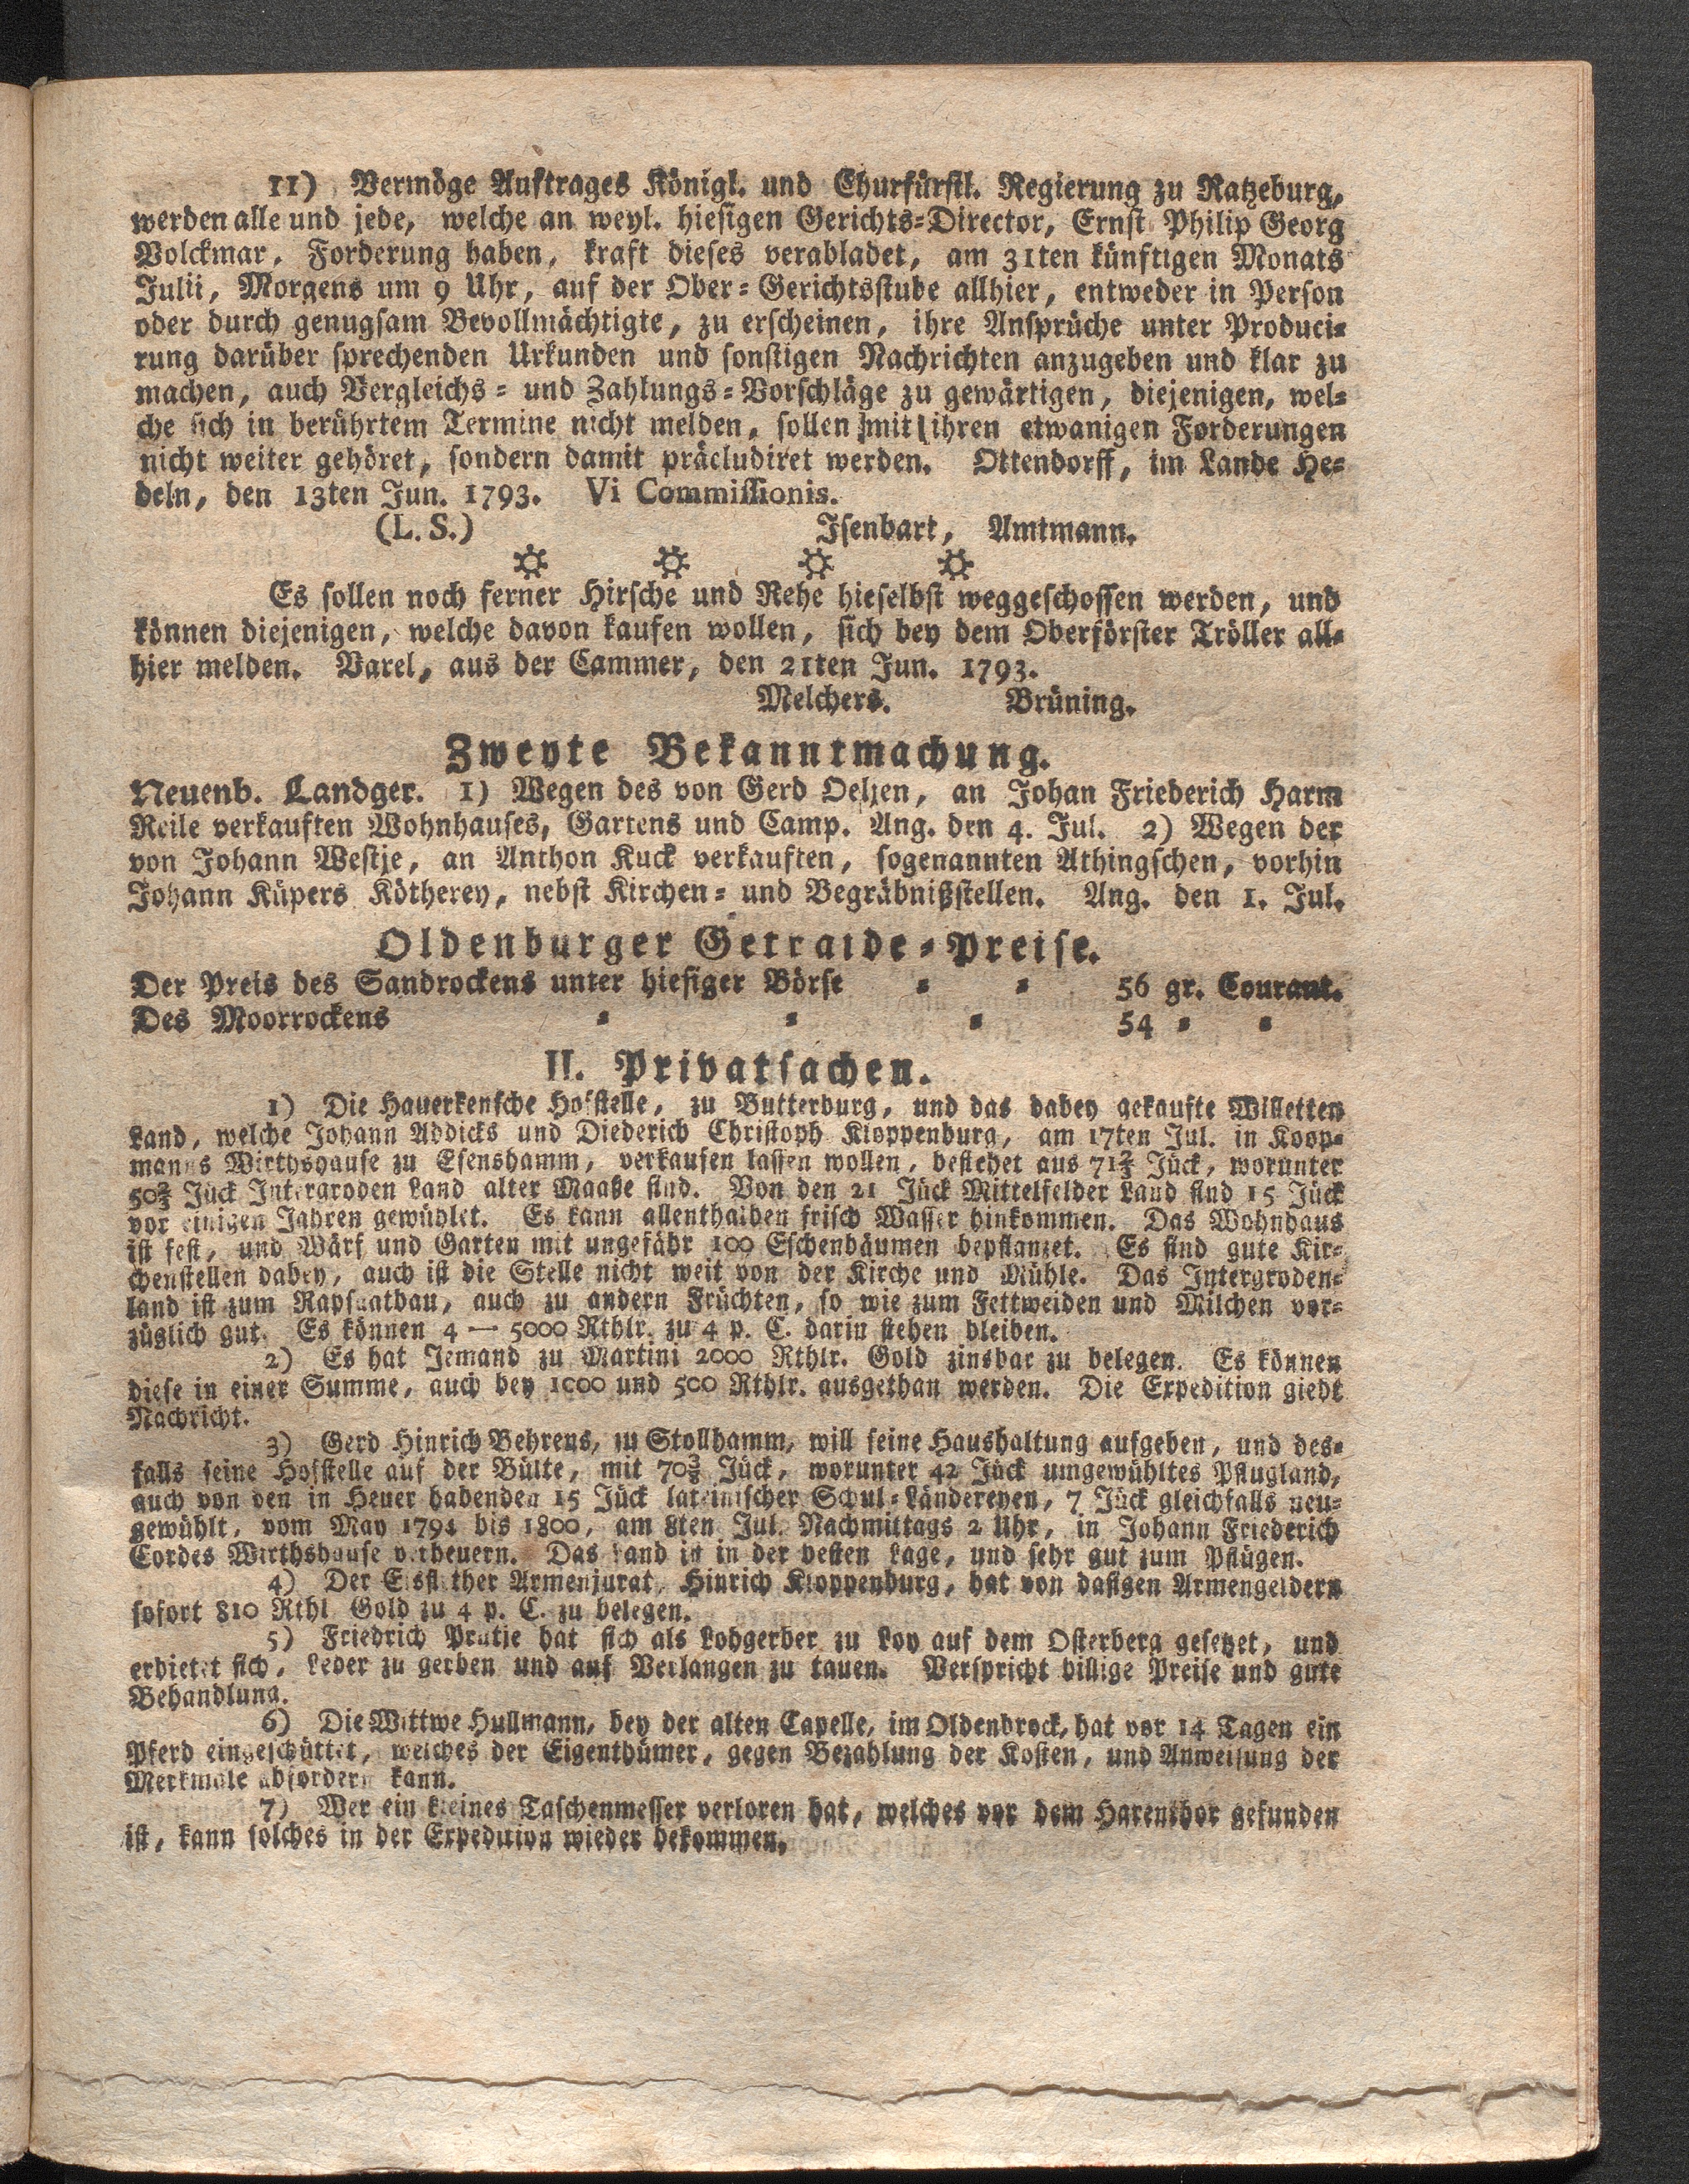 11) Vermöge Auftrages Königl. und Churfürstl. Regierung zu Ratzeburg,
werden alle und jede, welche an weyl. hiesigen Gerichts-Director, Ernst Philip Georg
Volckmar, Forderung haben, kraft dieses verabladet, am 31ten künftigen Monats
Julii, Morgens um 9 Uhr, auf der Ober-Gerichtsstube allhier, entweder in Person
oder durch genugsam Bevollmächtigte, zu erscheinen, ihre Ansprüche unter Produci-
rung darüber sprechenden Urkunden und sonstigen Nachrichten anzugeben und klar zu
machen, auch Vergleichs- und Zahlungs-Vorschläge zu gewärtigen, diejenigen, wel-
che sich in berührtem Termine nicht melden, sollen mit ihren etwanigen Forderungen
nicht weiter gehöret, sondern damit präcludiret werden. Ottendorff, im Lande He-
deln, den 13ten Jun. 1793. Vi Commissionis.
(L. S.) Isenbart, Amtmann.
Es sollen noch ferner Hirsche und Rehe hieselbst weggeschossen werden, und
können diejenigen, welche davon kaufen wollen, sich bey dem Oberförster Tröller all-
hier melden. Varel, aus der Cammer, den 21ten Jun. 1793.
Melchers. Brüning.
Zweyte Bekanntmachung.
Neuenb. Landger. 1) Wegen des von Gerd Oeltjen, an Johan Friederich Harm
Reile verkauften Wohnhauses, Gartens und Camp. Ang. den 4. Jul. 2) Wegen der
von Johann Westje, an Anthon Kuck verkauften, sogenannten Athingschen, vorhin
Johann Küpers Kötherey, nebst Kirchen- und Begräbnißstellen. Ang. den 1. Jul.
Oldenburger Getraide-Preise.
Der Preis des Sandrockens unter hiesiger Börse - - 56 gr. Courant.
Des Moorrockens - - - 54 - -
II. Privatsachen.
1) Die Hauerkensche Hofstelle, zu Butterburg, und das dabey gekaufte Willetten
Land, welche Johann Addicks und Diederich Christoph Kloppenburg, am 17ten Jul. in Koop-
manns Wirthshause zu Esenshamm, verkaufen lassen wollen, bestehet aus 71⅔ Jück, worunter
50⅔ Jück Intergroden Land alter Maaße sind. Von den 21 Jück Mittelfelder Land sind 15 Jück
vor einigen Jahren gewühlet. Es kann allenthalben frisch Wasser hinkommen. Das Wohnhaus
ist fest, und Wärf und Garten mit ungefähr 100 Eschenbäumen bepflanzet. Es sind gute Kir-
chenstellen dabey, auch ist die Stelle nicht weit von der Kirche und Mühle. Das Intergroden-
land ist zum Rapsaatbau, auch zu andern Früchten, so wie zum Fettweiden und Milchen vor-
züglich gut. Es können 4 — 5000 Rthlr. zu 4 p. C. darin stehen bleiben.
2) Es hat Jemand zu Martini 2000 Rthlr. Gold zinsbar zu belegen. Es können
diese in einer Summe, auch bey 1000 und 500 Rthlr. ausgethan werden. Die Expedition giebt
Nachricht.
3) Gerd Hinrich Behrens, zu Stollhamm, will seine Haushaltung aufgeben, und des-
falls seine Hofstelle auf der Bülte, mit 70⅜ Jück, worunter 42 Jück umgewühltes Pflugland,
auch von den in Heuer habenden 15 Jück lateinischer Schul-Ländereyen, 7 Jück gleichfalls neu-
gewühlt, vom May 1794 bis 1800, am 8ten Jul. Nachmittags 2 Uhr, in Johann Friederich
Cordes Wirthshause verheuern. Das Land ist in der besten Lage, und sehr gut zum Pflügen.
4) Der Elsflether Armenjurat, Hinrich Kloppenburg, hat von dasigen Armengeldern
sofort 810 Rthl Gold zu 4 p. C. zu belegen.
5) Friedrich Pratje hat sich als Lohgerber zu Loy auf dem Osterberg gesetzet, und
erbietet sich, Leder zu gerben und auf Verlangen zu tauen. Verspricht billige Preise und gute
Behandlung.
6) Die Wittwe Hullmann, bey der alten Capelle, im Oldenbrock, hat vor 14 Tagen ein
Pferd eingeschüttet, welches der Eigenthümer, gegen Bezahlung der Kosten, und Anweisung der
Merkmale abfordern kann.
7) Wer ein kleines Taschenmesser verloren hat, welches vor dem Harenthor gefunden
ist, kann solches in der Expedition wieder bekommen.